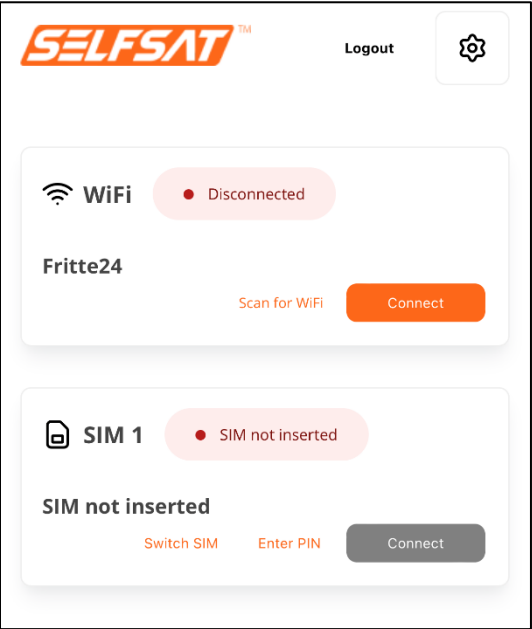 SELFSAT™
Logout
WiFi
Disconnected
Fritte24
Scan for WiFi
Connect
SIM 1
SIM not inserted
SIM not inserted
Switch SIM
Enter PIN
Connect